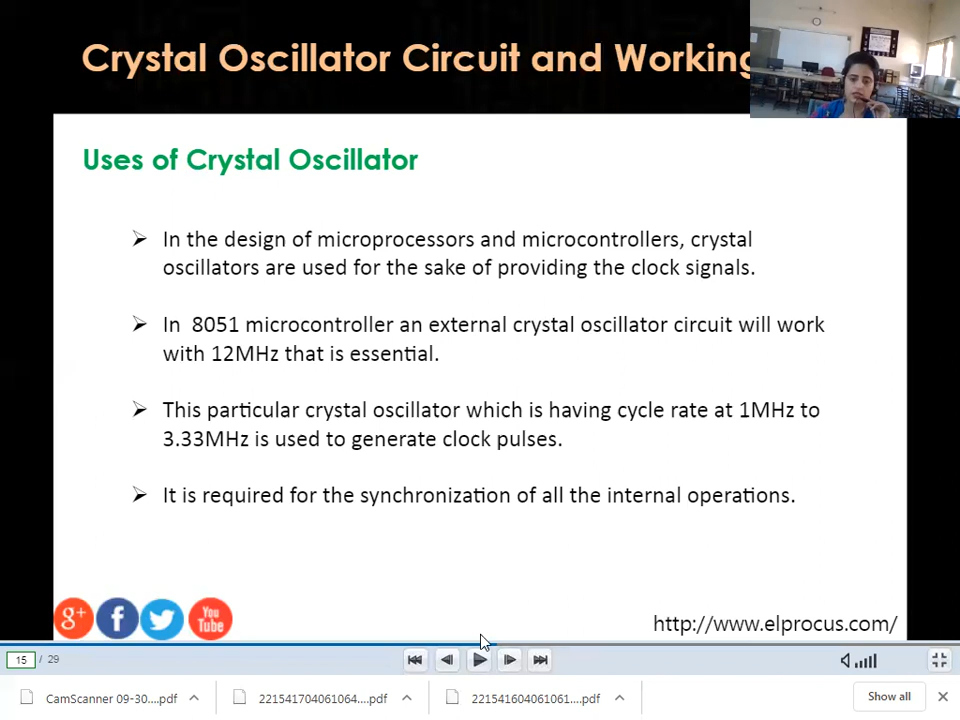 Crystal Oscillator Circuit and Working
Uses of Crystal Oscillator
➢ In the design of microprocessors and microcontrollers, crystal
oscillators are used for the sake of providing the clock signals.
➢ In 8051 microcontroller an external crystal oscillator circuit will work
with 12MHz that is essential.
➢ This particular crystal oscillator which is having cycle rate at 1MHz to
3.33MHz is used to generate clock pulses.
➢ It is required for the synchronization of all the internal operations.
g+ f You Tube
http://www.elprocus.com/
15 / 29
CamScanner 09-30....pdf
221541704061064....pdf
221541604061061....pdf
Show all